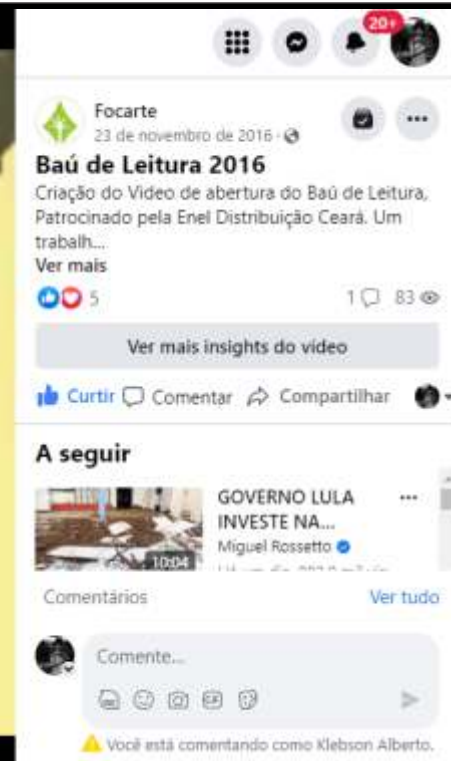 20+
Focarte
23 de novembro de 2016 ·
Baú de Leitura 2016
Criação do Video de abertura do Baú de Leitura,
Patrocinado pela Enel Distribuição Ceará. Um
trabalh...
Ver mais
5 1 83
Ver mais insights do vídeo
Curtir Comentar Compartilhar
A seguir
GOVERNO LULA
INVESTE NA...
Miguel Rossetto
10:04
Comentários Ver tudo
Comente...
GIF
Você está comentando como Klebson Alberto.